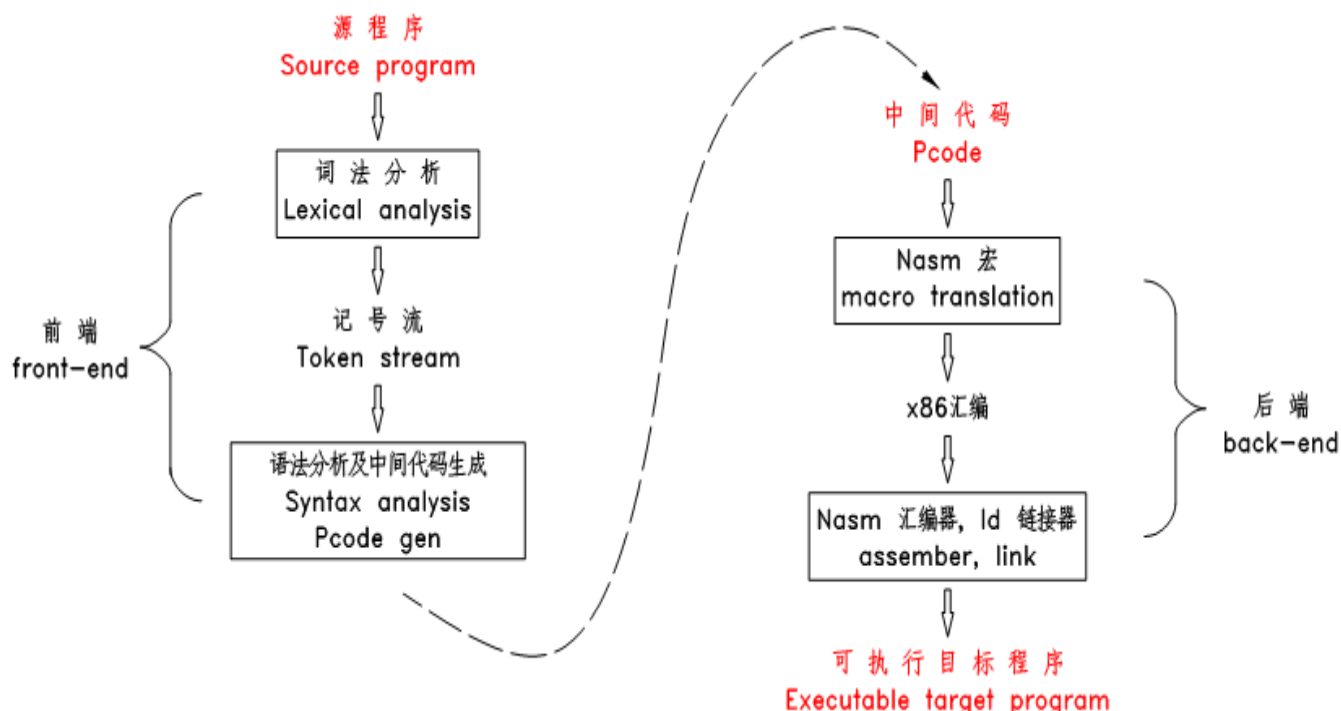 源程序
Source program
词法分析
Lexical analysis
记号流
Token stream
语法分析及中间代码生成
Syntax analysis
Pcode gen
前端
front-end
中间代码
Pcode
Nasm 宏
macro translation
x86汇编
Nasm 汇编器, ld 链接器
assember, link
可执行目标程序
Executable target program
后端
back-end